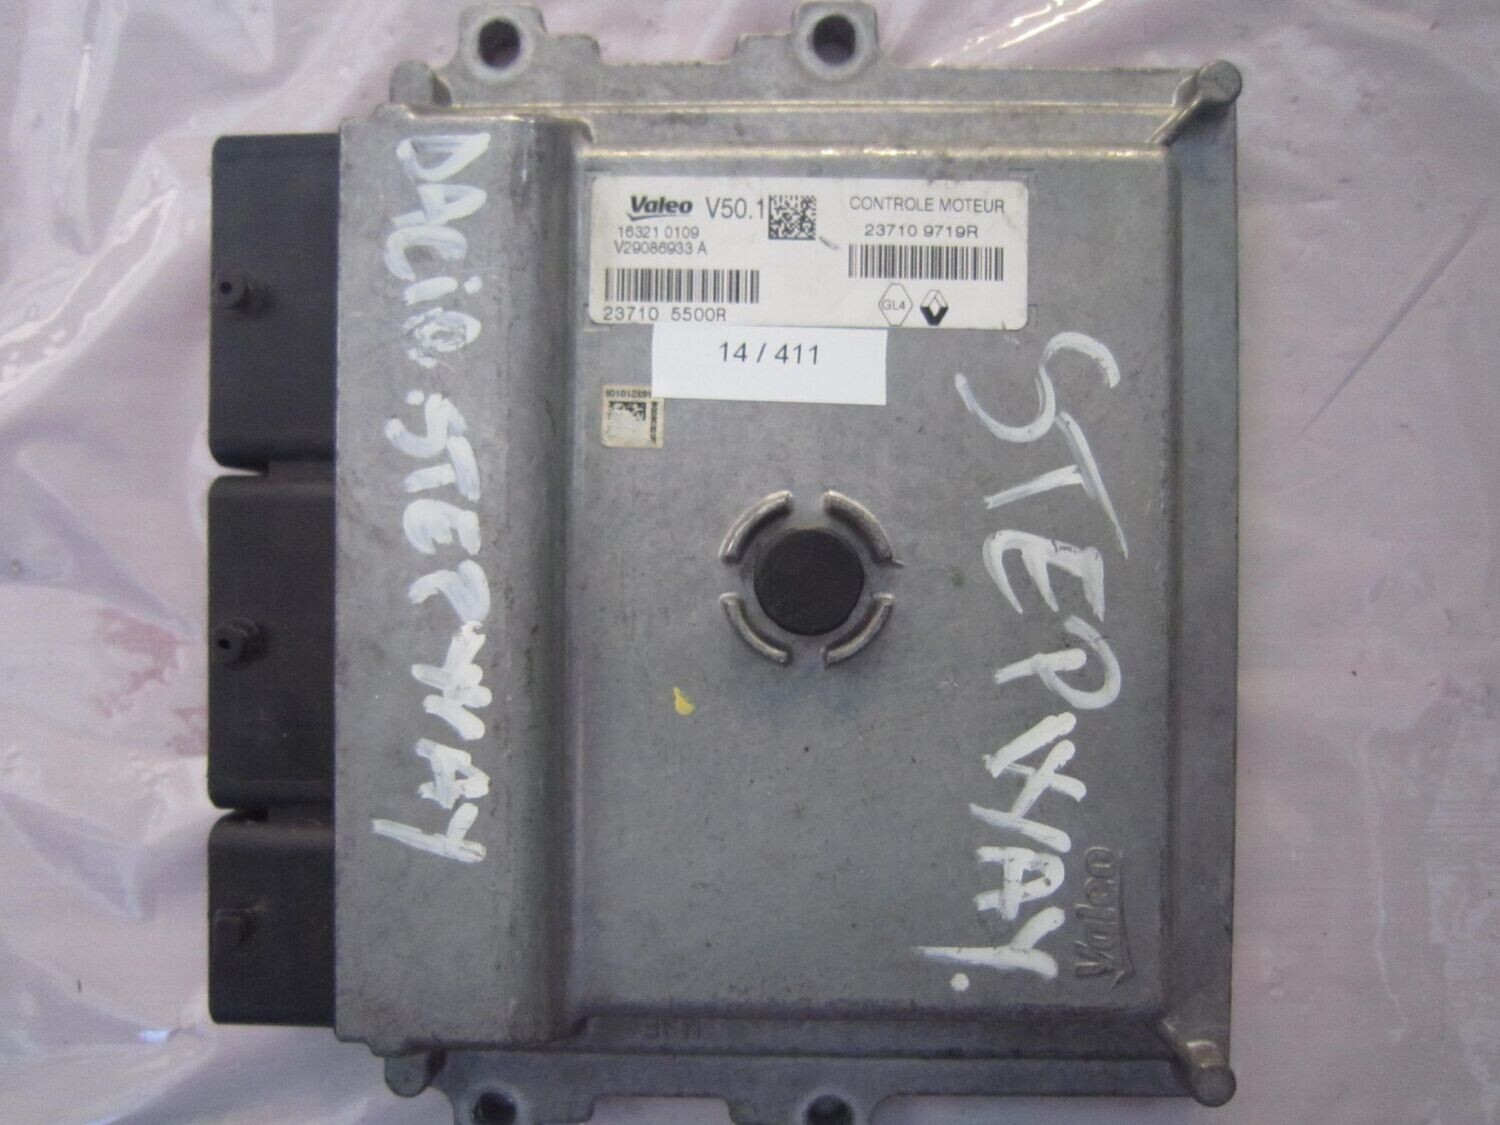 Valeo V50.1
16321 0109
V29086933 A
23710 5500R
CONTROLE MOTEUR
23710 9719R
GL4
14 / 411
163210109
DACiA. STEPWAY
STEPWAY.
Valeo